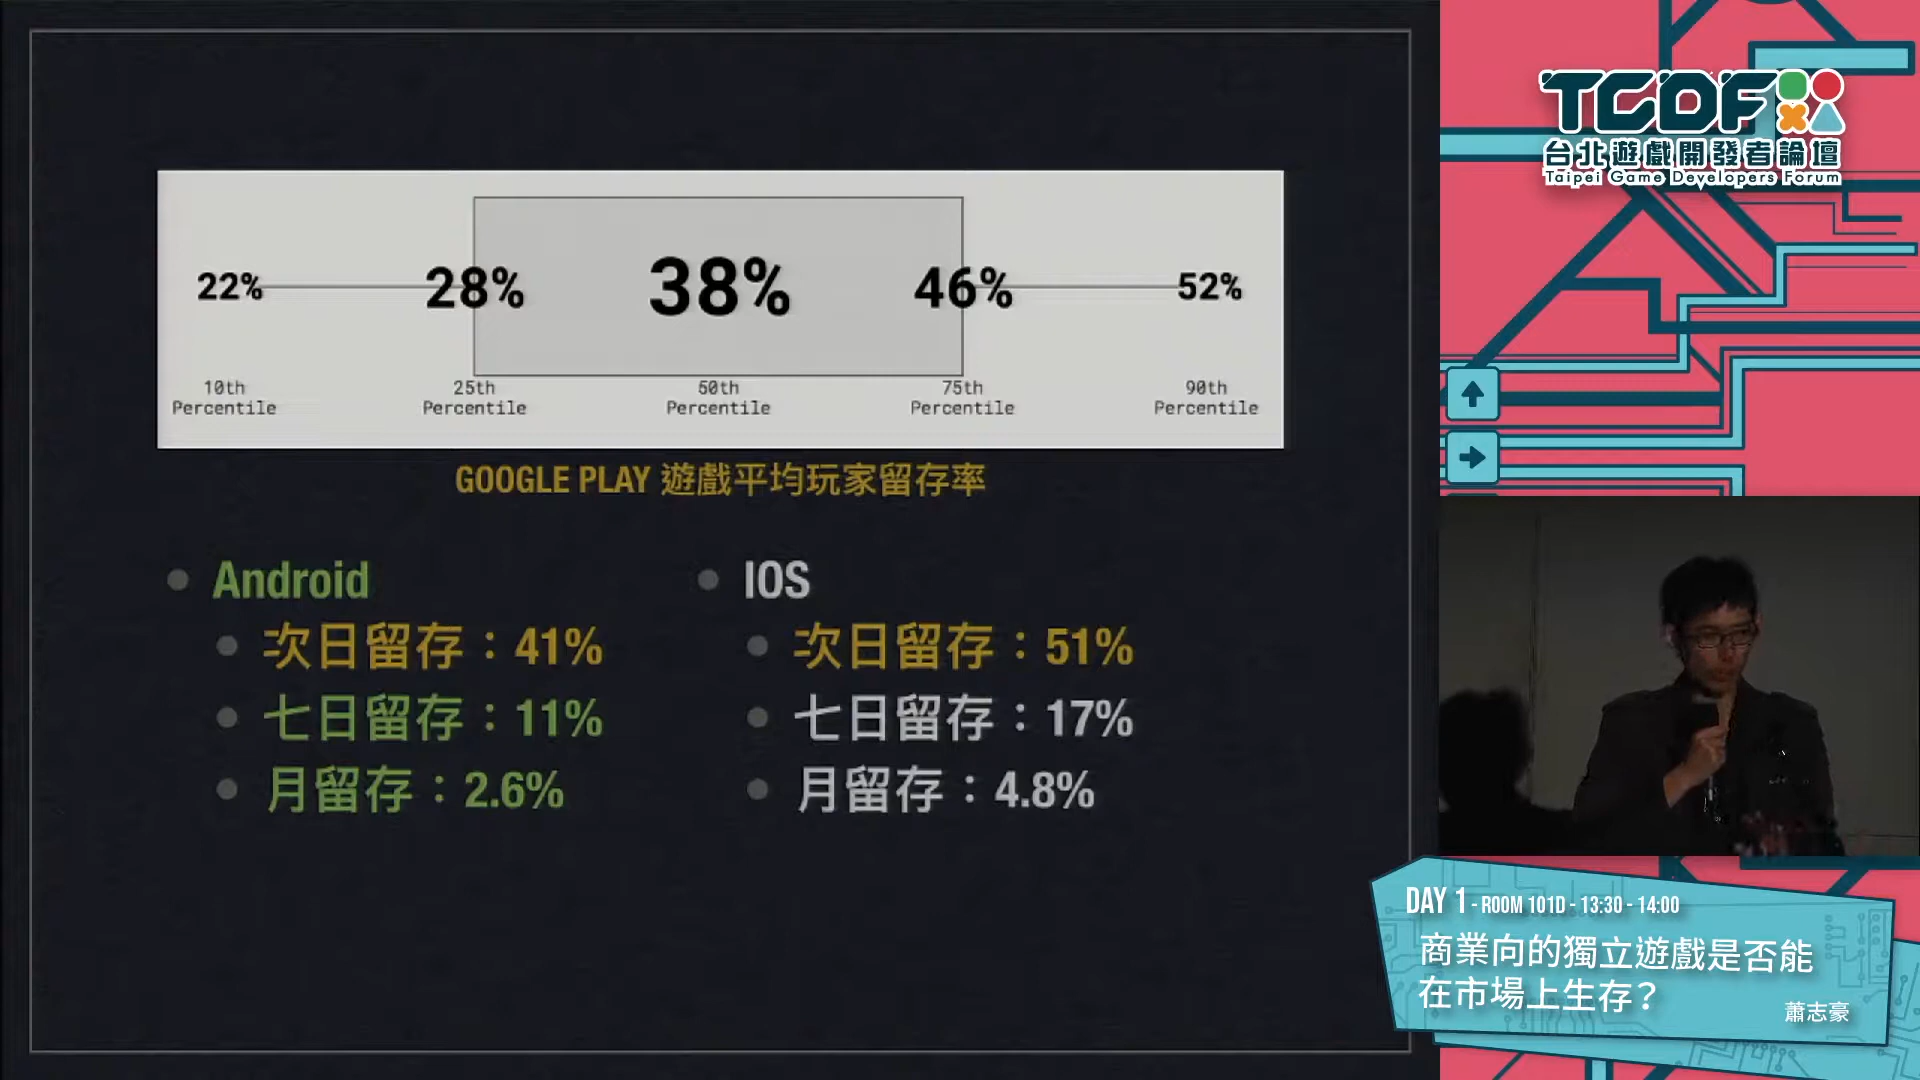 22%
28%
38%
46%
52%
10th Percentile
25th Percentile
50th Percentile
75th Percentile
90th Percentile
GOOGLE PLAY 遊戲平均玩家留存率
Android
次日留存：41%
七日留存：11%
月留存：2.6%
IOS
次日留存：51%
七日留存：17%
月留存：4.8%
TGDF
台北遊戲開發者論壇
Taipei Game Developers Forum
DAY 1 - ROOM 101D - 13:30 - 14:00
商業向的獨立遊戲是否能
在市場上生存？
蕭志豪